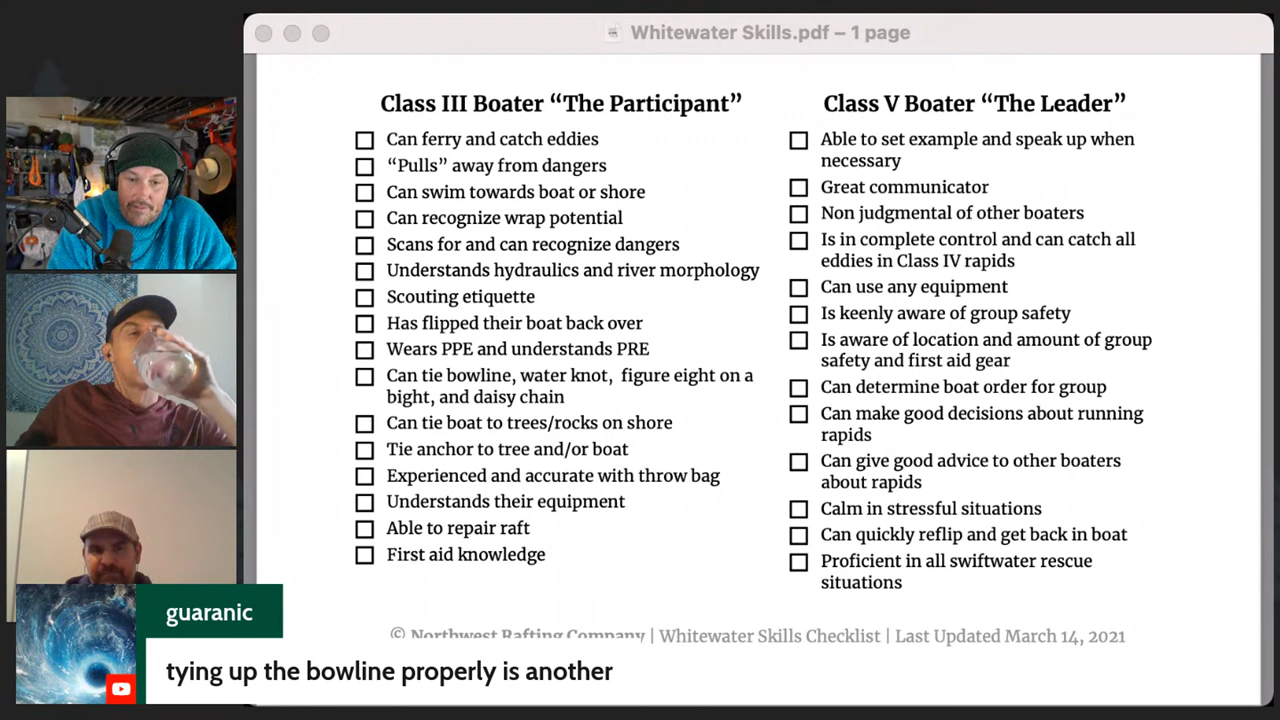 Whitewater Skills.pdf – 1 page
Class III Boater “The Participant”
Can ferry and catch eddies
“Pulls” away from dangers
Can swim towards boat or shore
Can recognize wrap potential
Scans for and can recognize dangers
Understands hydraulics and river morphology
Scouting etiquette
Has flipped their boat back over
Wears PPE and understands PRE
Can tie bowline, water knot, figure eight on a
bight, and daisy chain
Can tie boat to trees/rocks on shore
Tie anchor to tree and/or boat
Experienced and accurate with throw bag
Understands their equipment
Able to repair raft
First aid knowledge
Class V Boater “The Leader”
Able to set example and speak up when
necessary
Great communicator
Non judgmental of other boaters
Is in complete control and can catch all
eddies in Class IV rapids
Can use any equipment
Is keenly aware of group safety
Is aware of location and amount of group
safety and first aid gear
Can determine boat order for group
Can make good decisions about running
rapids
Can give good advice to other boaters
about rapids
Calm in stressful situations
Can quickly reflip and get back in boat
Proficient in all swiftwater rescue
situations
© Northwest Rafting Company | Whitewater Skills Checklist | Last Updated March 14, 2021
guaranic
tying up the bowline properly is another